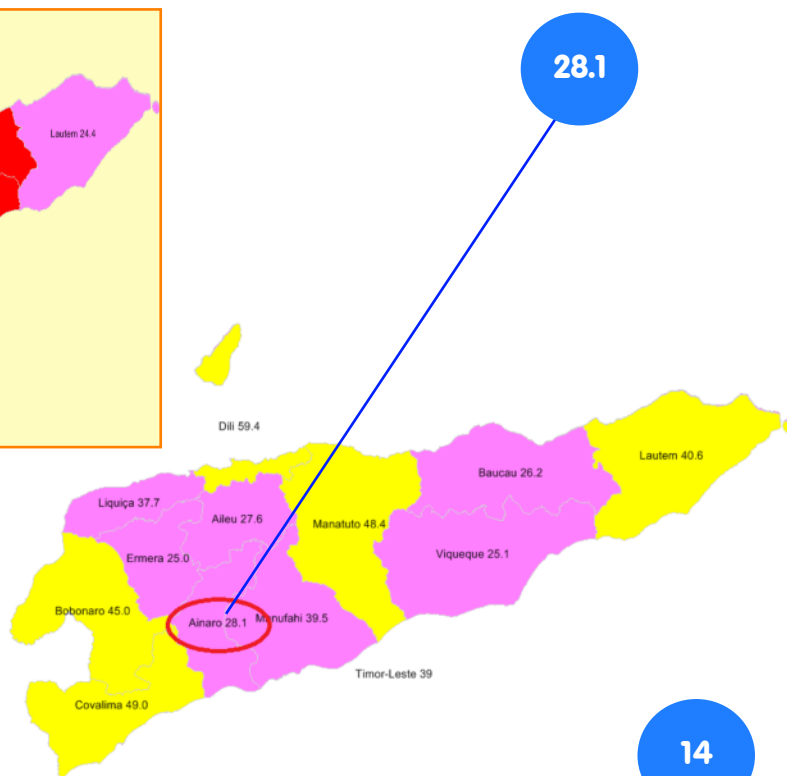 28.1
Lautem 24.4
Dili 59.4
Lautem 40.6
Baucau 26.2
Liquiça 37.7
Aileu 27.6
Manatuto 48.4
Viqueque 25.1
Ermera 25.0
Bobonaro 45.0
Ainaro 28.1
Manufahi 39.5
Timor-Leste 39
Covalima 49.0
14